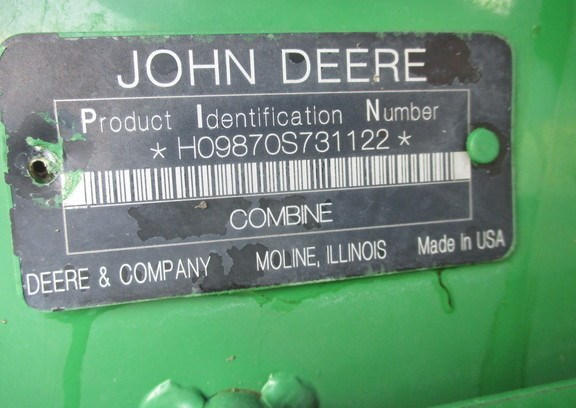 JOHN DEERE
Product Identification Number
* H09870S731122 *
COMBINE
DEERE & COMPANY MOLINE, ILLINOIS Made In USA